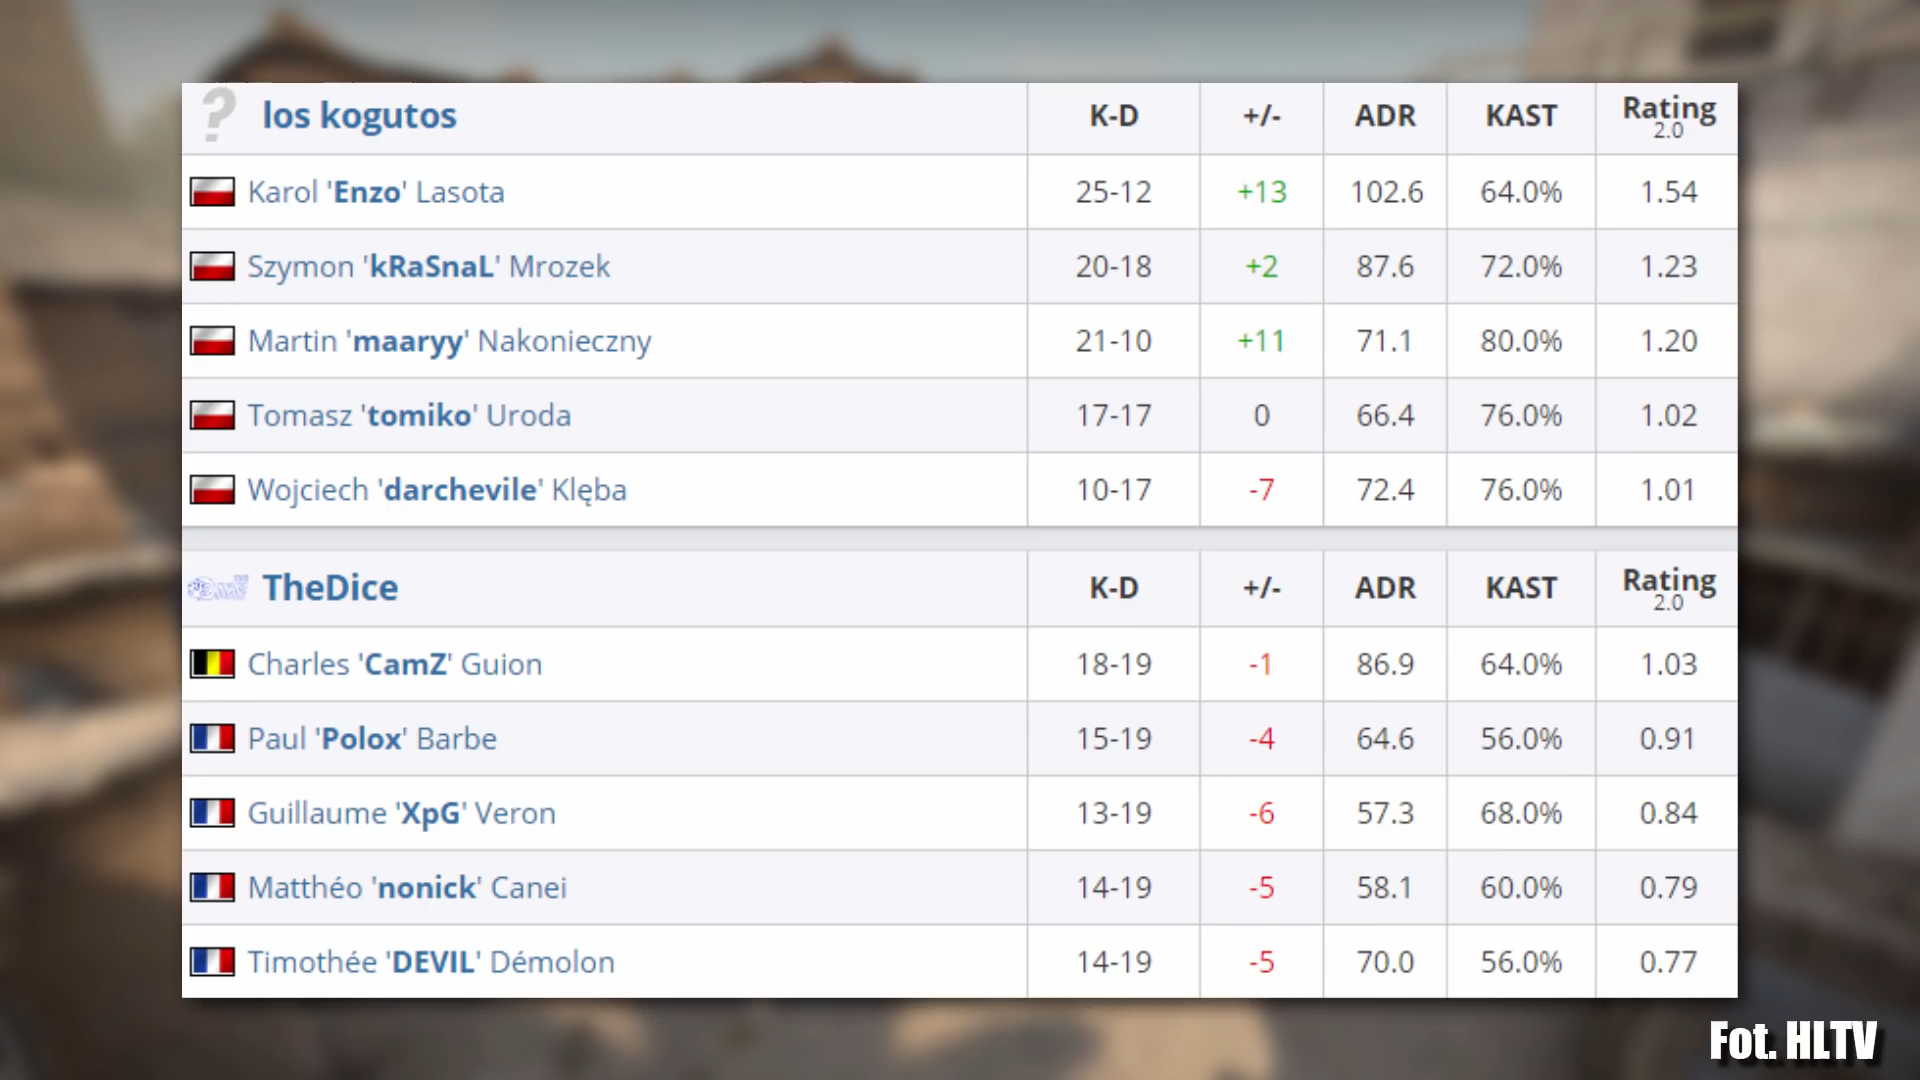 los kogutos K-D +/- ADR KAST Rating 2.0
Karol 'Enzo' Lasota 25-12 +13 102.6 64.0% 1.54
Szymon 'kRaSnaL' Mrozek 20-18 +2 87.6 72.0% 1.23
Martin 'maaryy' Nakonieczny 21-10 +11 71.1 80.0% 1.20
Tomasz 'tomiko' Uroda 17-17 0 66.4 76.0% 1.02
Wojciech 'darchevile' Klęba 10-17 -7 72.4 76.0% 1.01
TheDice K-D +/- ADR KAST Rating 2.0
Charles 'CamZ' Guion 18-19 -1 86.9 64.0% 1.03
Paul 'Polox' Barbe 15-19 -4 64.6 56.0% 0.91
Guillaume 'XpG' Veron 13-19 -6 57.3 68.0% 0.84
Matthéo 'nonick' Canei 14-19 -5 58.1 60.0% 0.79
Timothée 'DEVIL' Démolon 14-19 -5 70.0 56.0% 0.77
Fot. HLTV